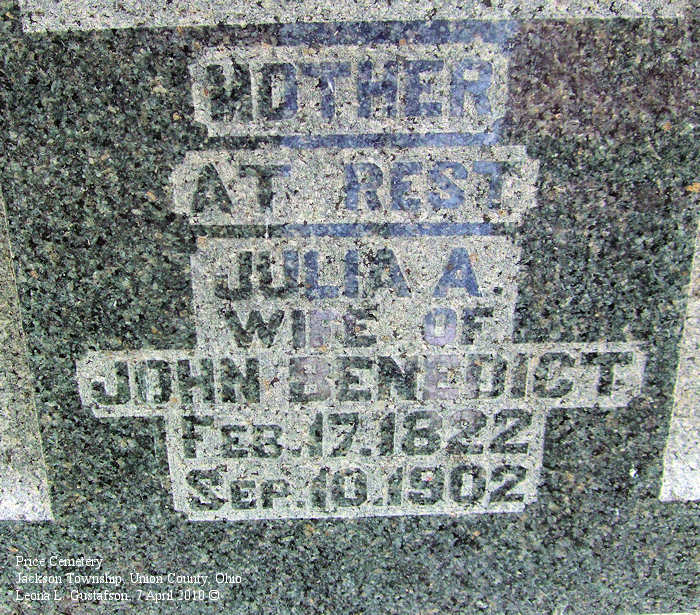 MOTHER
AT REST
JULIA A.
WIFE OF
JOHN BENEDICT
FEB. 17. 1822
SEP. 10. 1902
Price Cemetery
Jackson Township, Union County, Ohio
Leona L. Gustafson, 7 April 2010 ©